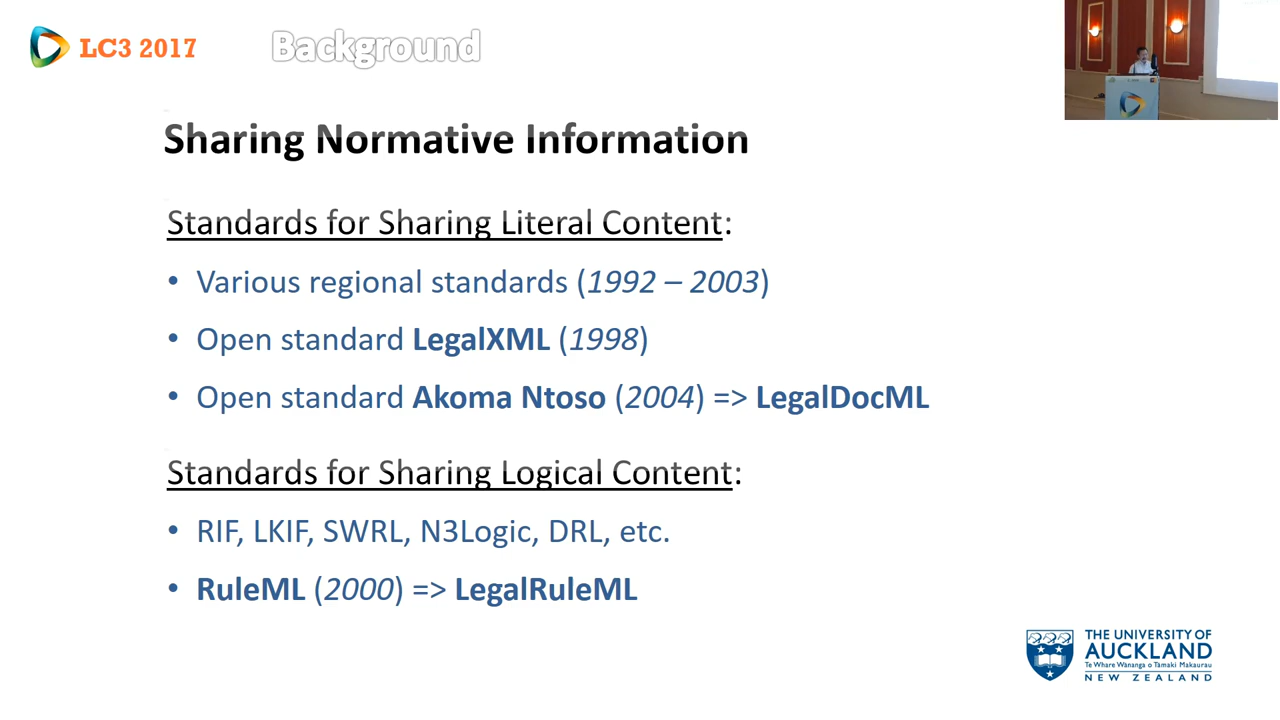 LC3 2017
Background
Sharing Normative Information
Standards for Sharing Literal Content:
• Various regional standards (1992 – 2003)
• Open standard LegalXML (1998)
• Open standard Akoma Ntoso (2004) => LegalDocML
Standards for Sharing Logical Content:
• RIF, LKIF, SWRL, N3Logic, DRL, etc.
• RuleML (2000) => LegalRuleML
THE UNIVERSITY OF
AUCKLAND
Te Whare Wānanga o Tāmaki Makaurau
NEW ZEALAND